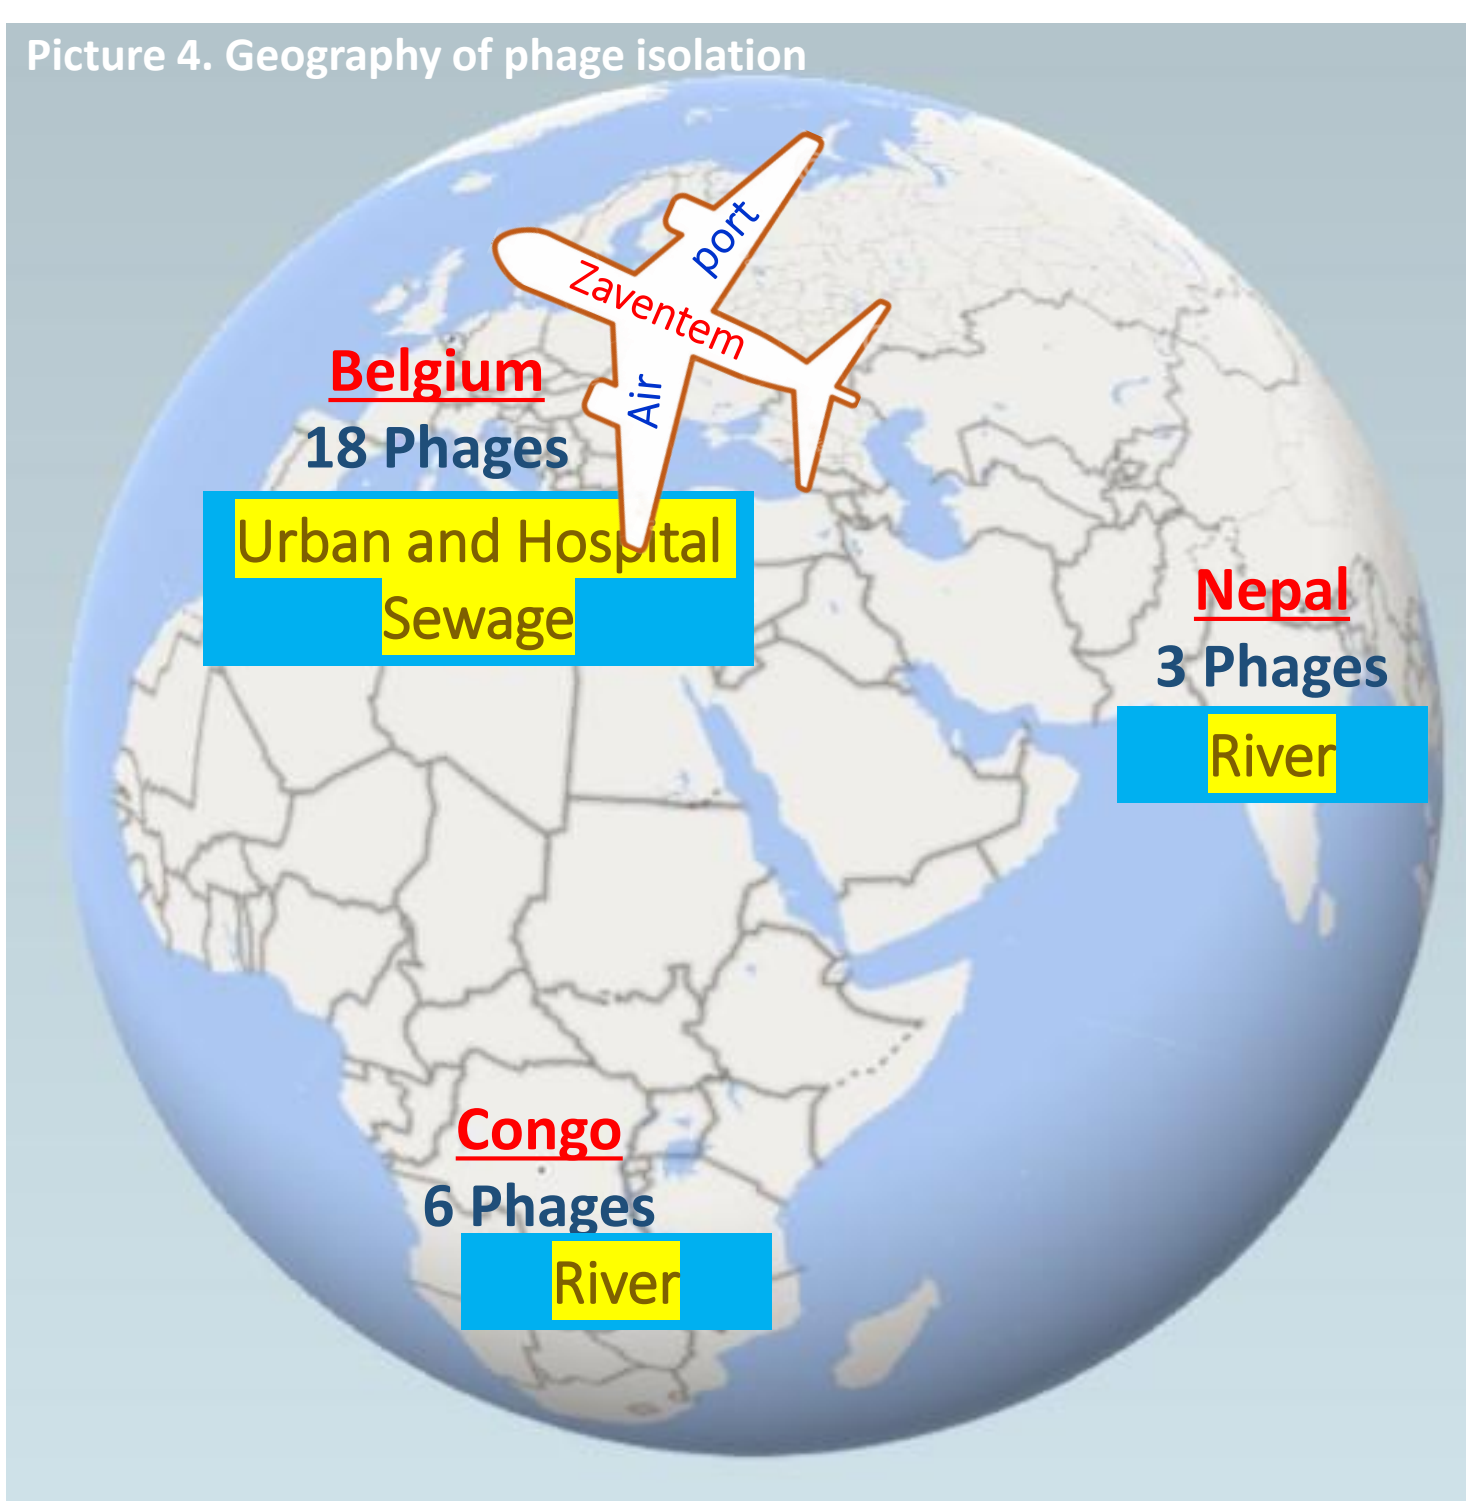 Picture 4. Geography of phage isolation
port
Zaventem
Air
Belgium
18 Phages
Urban and Hospital
Sewage
Nepal
3 Phages
River
Congo
6 Phages
River